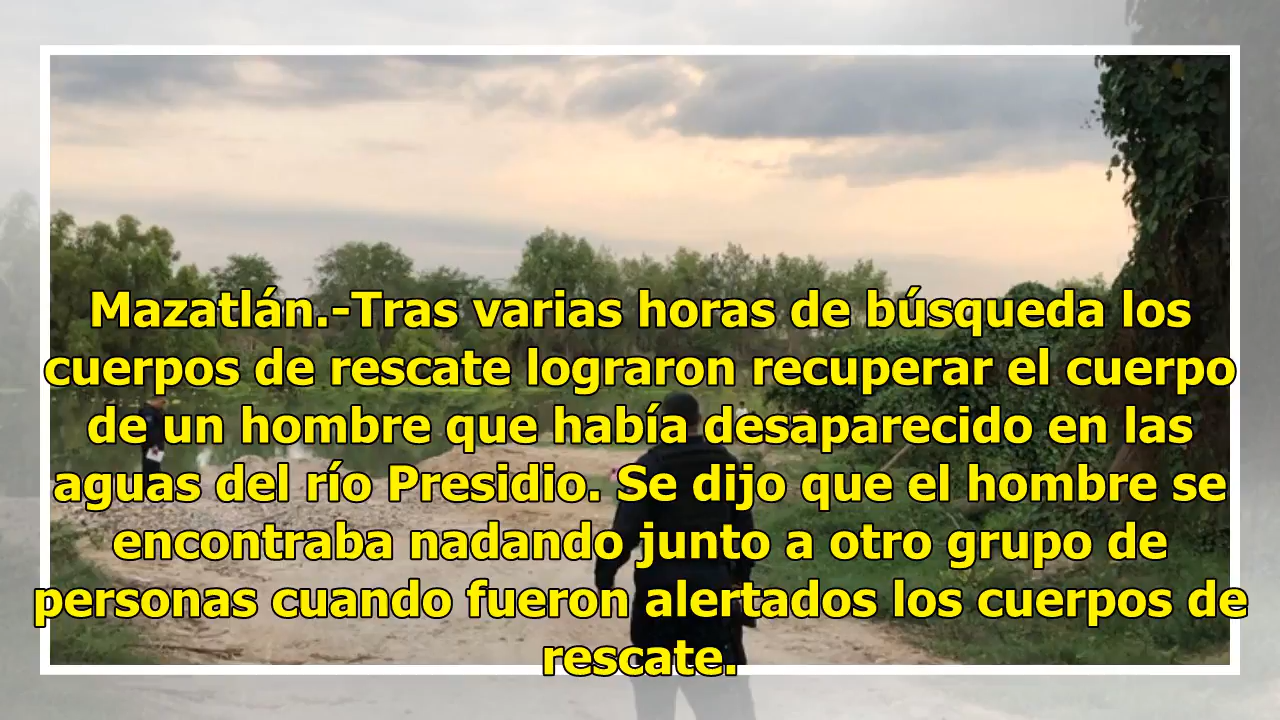 Mazatlán.-Tras varias horas de búsqueda los
cuerpos de rescate lograron recuperar el cuerpo
de un hombre que había desaparecido en las
aguas del río Presidio. Se dijo que el hombre se
encontraba nadando junto a otro grupo de
personas cuando fueron alertados los cuerpos de
rescate.